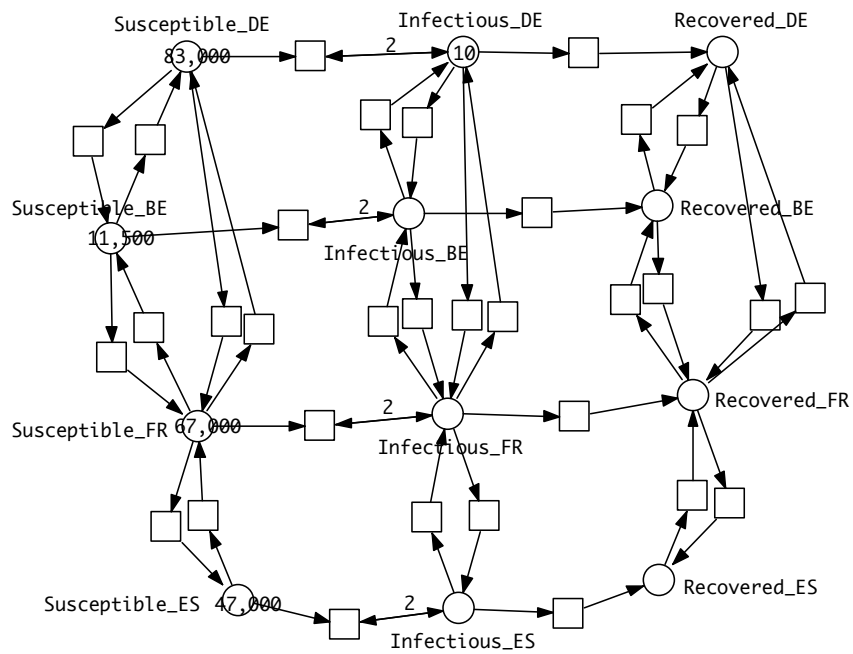 Susceptible_DE
Infectious_DE
Recovered_DE
83,000
2
10
Susceptible_BE
2
Recovered_BE
11,500
Infectious_BE
2
Recovered_FR
Susceptible_FR
67,000
Infectious_FR
Recovered_ES
Susceptible_ES
47,000
2
Infectious_ES